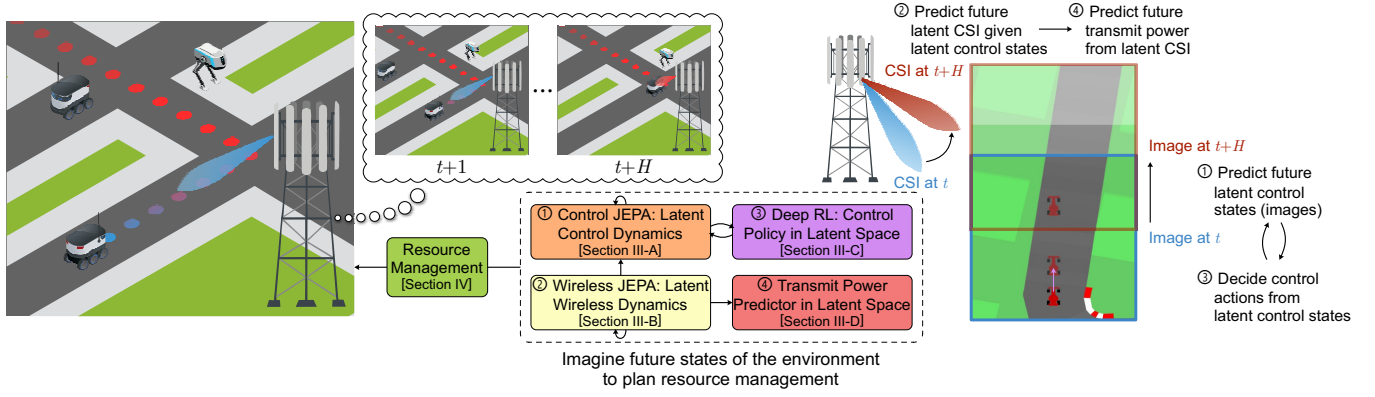 t+1
...
t+H
① Control JEPA: Latent
Control Dynamics
[Section III-A]
③ Deep RL: Control
Policy in Latent Space
[Section III-C]
Resource
Management
[Section IV]
② Wireless JEPA: Latent
Wireless Dynamics
[Section III-B]
④ Transmit Power
Predictor in Latent Space
[Section III-D]
Imagine future states of the environment
to plan resource management
② Predict future
latent CSI given
latent control states
④ Predict future
transmit power
from latent CSI
CSI at t+H
CSI at t
Image at t+H
Image at t
① Predict future
latent control
states (images)
③ Decide control
actions from
latent control states